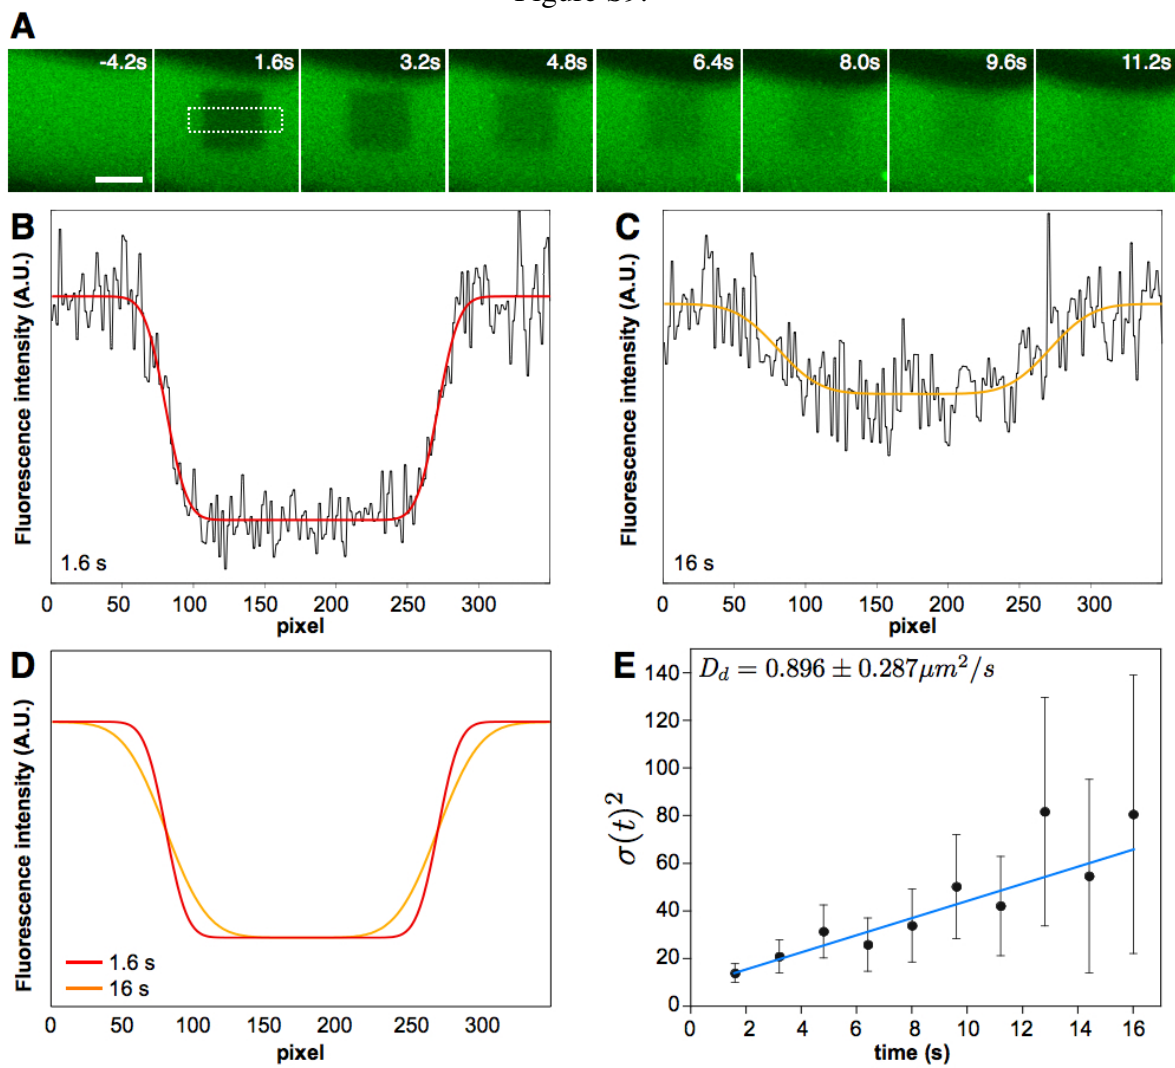 Figure S9.
A
-4.2s 1.6s 3.2s 4.8s 6.4s 8.0s 9.6s 11.2s
B
Fluorescence intensity (A.U.)
1.6 s
0 50 100 150 200 250 300
pixel
C
Fluorescence intensity (A.U.)
16 s
0 50 100 150 200 250 300
pixel
D
Fluorescence intensity (A.U.)
1.6 s
16 s
0 50 100 150 200 250 300
pixel
E
D_d = 0.896 ± 0.287μm²/s
σ(t)²
140
120
100
80
60
40
20
0
0 2 4 6 8 10 12 14 16
time (s)